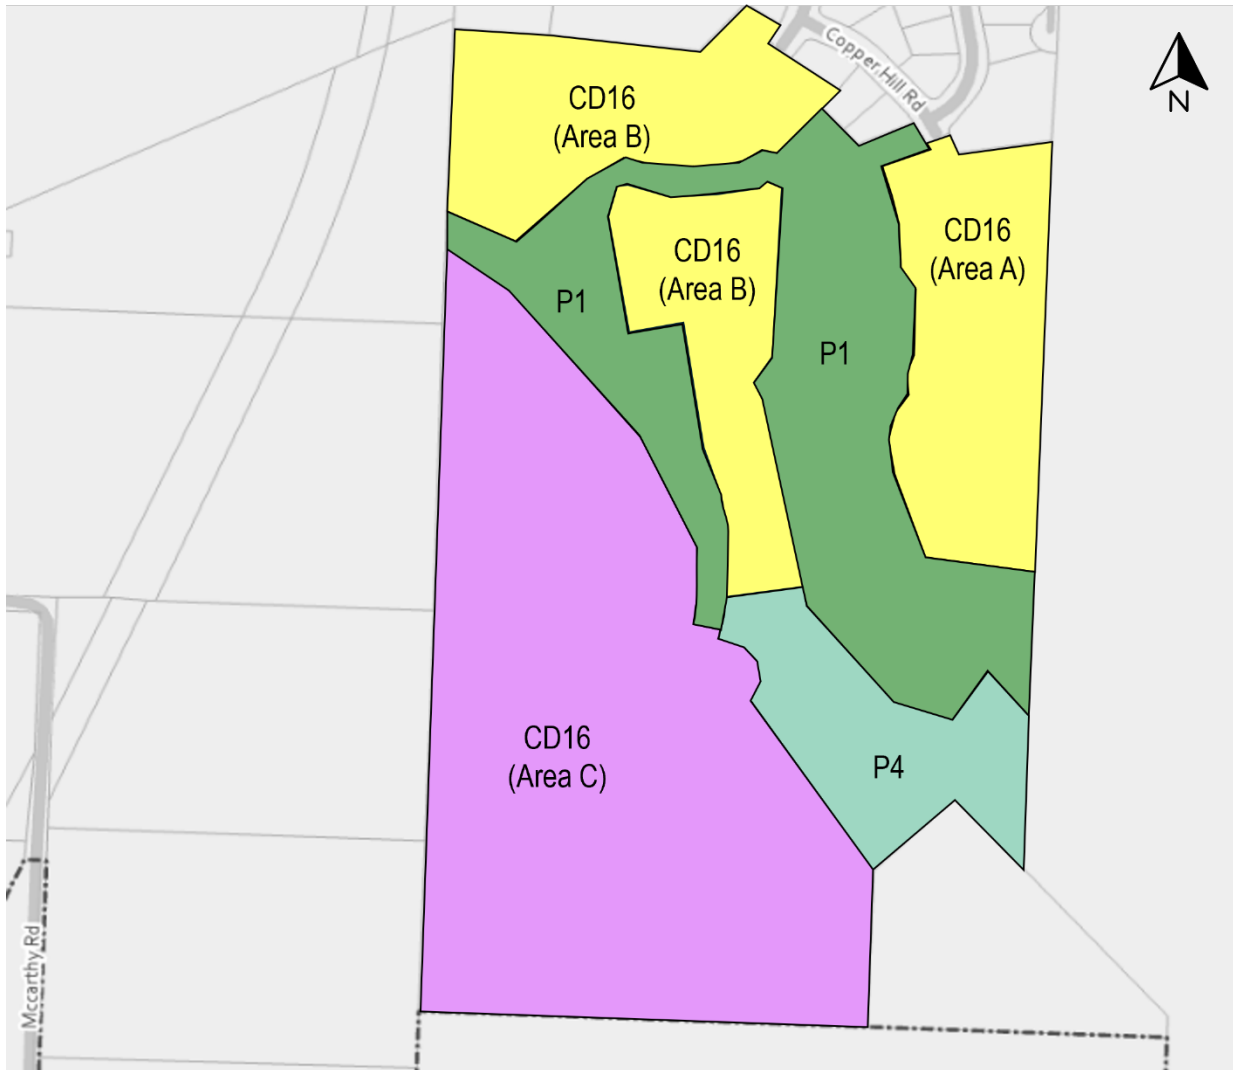 Copper Hill Rd
N
CD16
(Area B)
CD16
(Area A)
CD16
(Area B)
P1
P1
CD16
(Area C)
P4
Mccarthy Rd